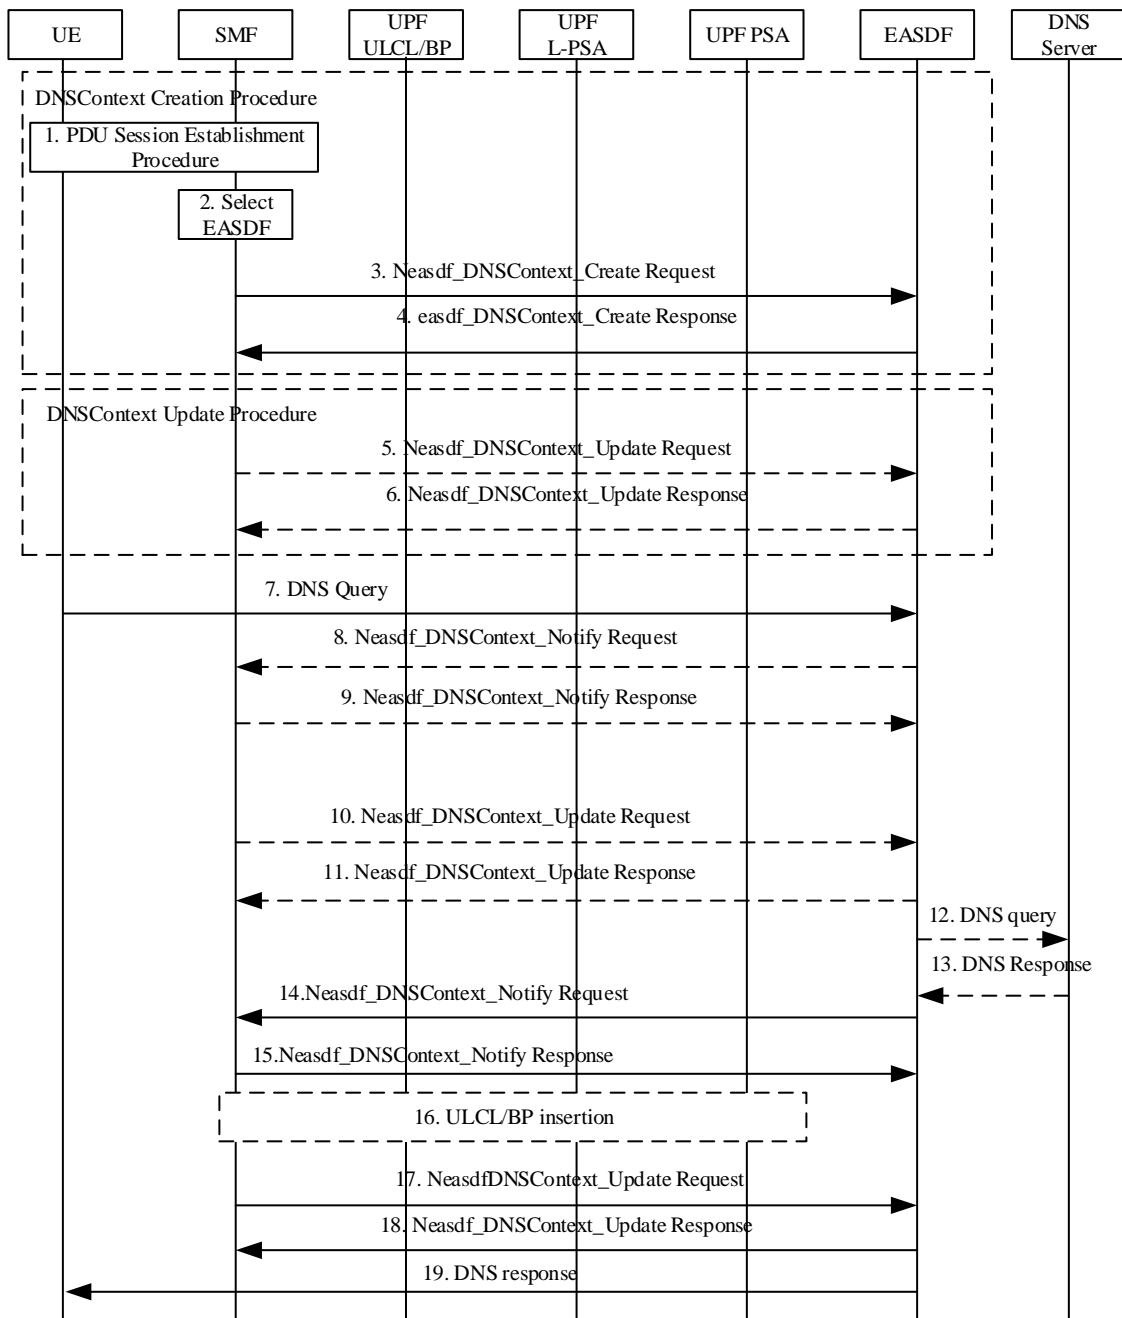 UE
SMF
UPF
ULCL/BP
UPF
L-PSA
UPF PSA
EASDF
DNS
Server
DNSContext Creation Procedure
1. PDU Session Establishment
Procedure
2. Select
EASDF
3. Neasdf_DNSContext_Create Request
4. easdf_DNSContext_Create Response
DNSContext Update Procedure
5. Neasdf_DNSContext_Update Request
6. Neasdf_DNSContext_Update Response
7. DNS Query
8. Neasdf_DNSContext_Notify Request
9. Neasdf_DNSContext_Notify Response
10. Neasdf_DNSContext_Update Request
11. Neasdf_DNSContext_Update Response
12. DNS query
13. DNS Response
14.Neasdf_DNSContext_Notify Request
15.Neasdf_DNSContext_Notify Response
16. ULCL/BP insertion
17. NeasdfDNSContext_Update Request
18. Neasdf_DNSContext_Update Response
19. DNS response